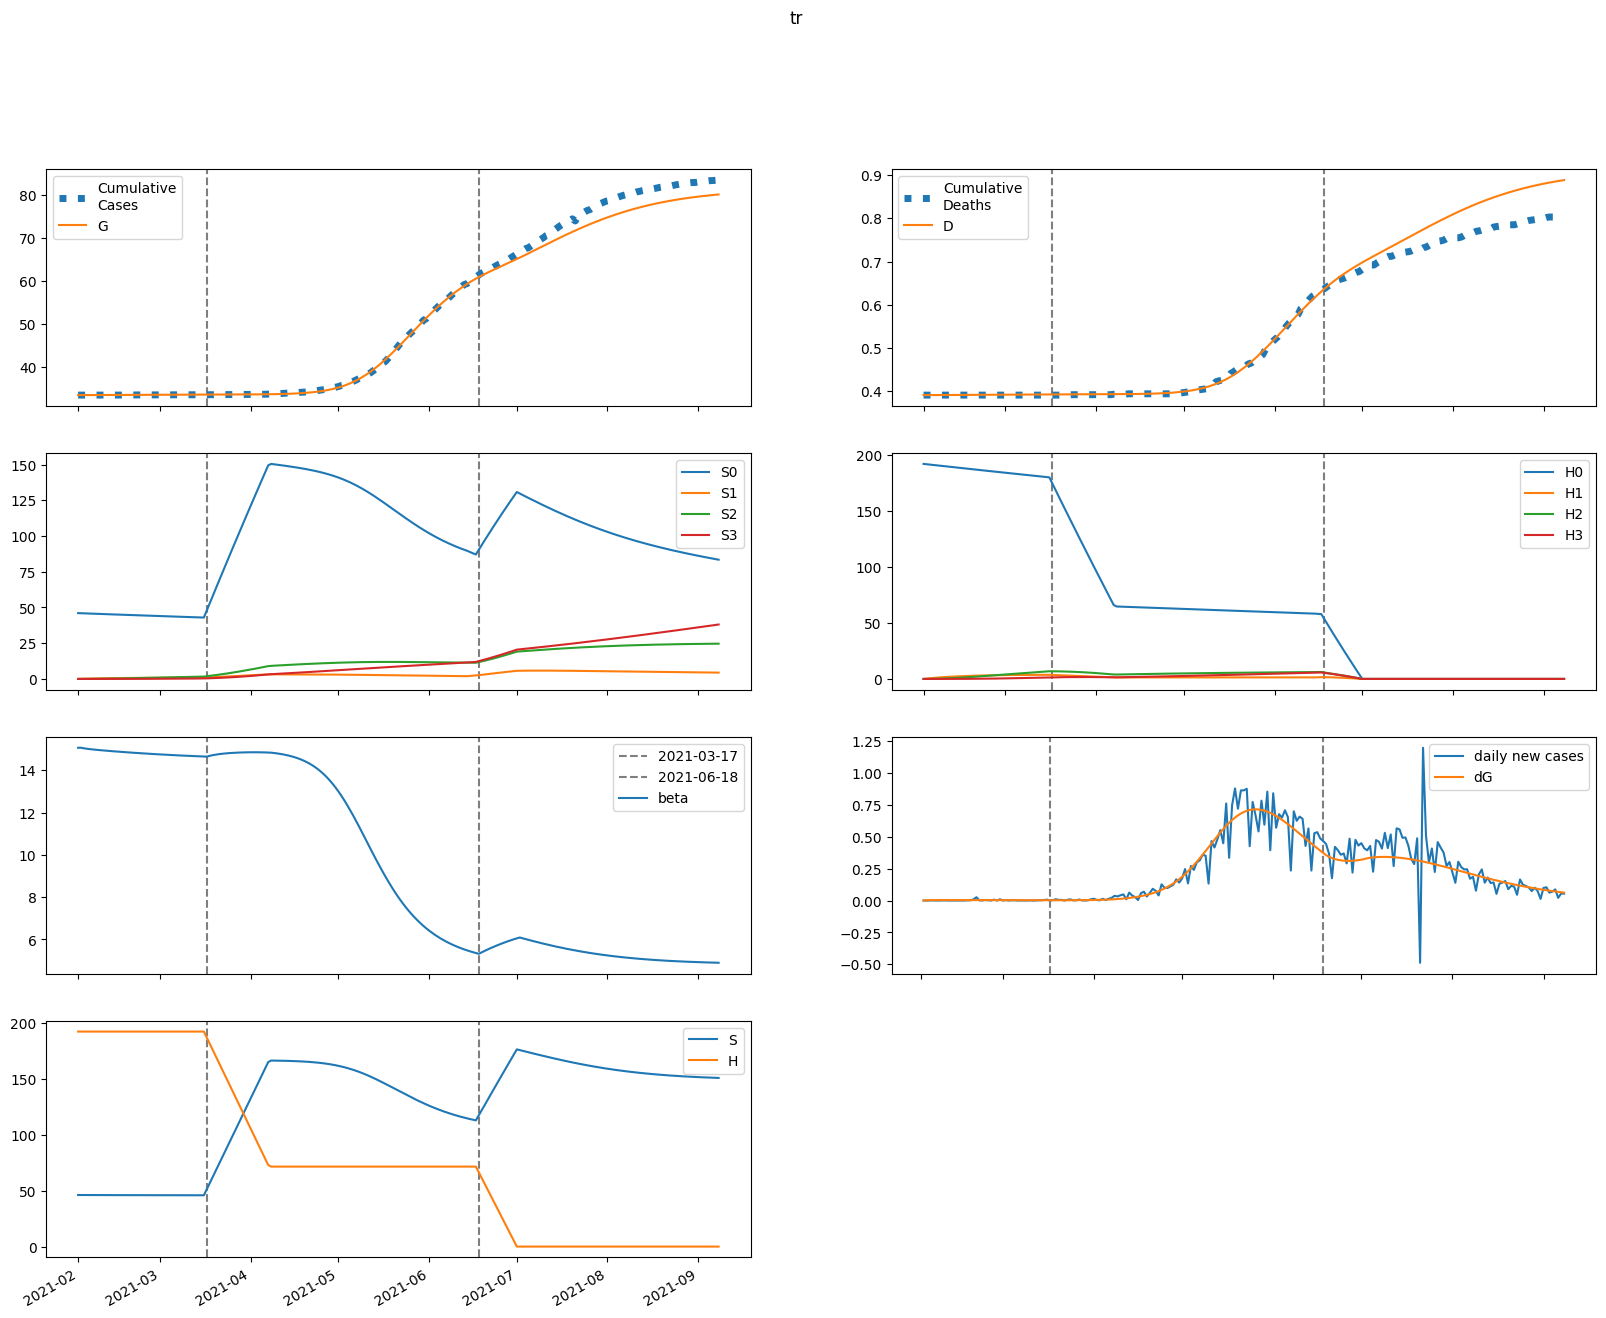 tr
Cumulative
Cases
G
80
70
60
50
40
Cumulative
Deaths
D
0.9
0.8
0.7
0.6
0.5
0.4
S0
S1
S2
S3
150
125
100
75
50
25
0
H0
H1
H2
H3
200
150
100
50
0
2021-03-17
2021-06-18
beta
14
12
10
8
6
daily new cases
dG
1.25
1.00
0.75
0.50
0.25
0.00
−0.25
−0.50
S
H
200
150
100
50
0
2021-02
2021-03
2021-04
2021-05
2021-06
2021-07
2021-08
2021-09